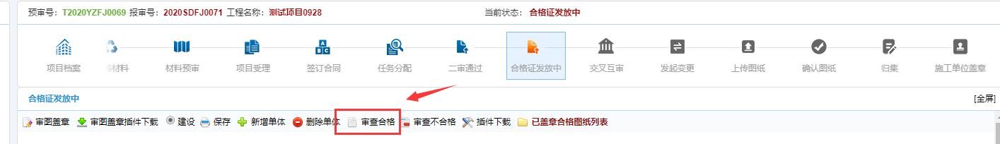 预审号：T2020YZFJ0069 报审号：2020SDFJ0071 工程名称：测试项目0928 当前状态：合格证发放中
项目档案 材料 材料预审 项目受理 签订合同 任务分配 二审通过 合格证发放中 交叉互审 发起变更 上传图纸 确认图纸 归集 施工单位盖章
合格证发放中 [全屏]
审图盖章 审图盖章插件下载 建设 保存 新增单体 删除单体 审查合格 审查不合格 插件下载 已盖章合格图纸列表